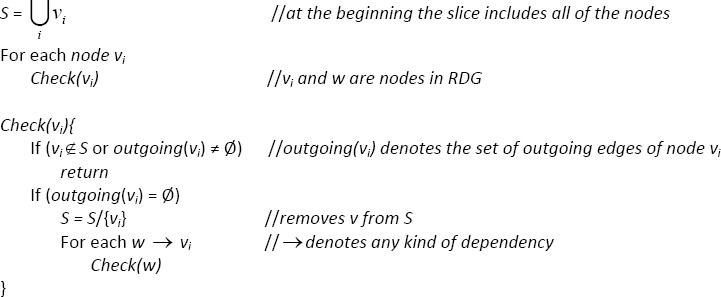 S = ⋃ᵢ vᵢ //at the beginning the slice includes all of the nodes
For each node vᵢ
Check(vᵢ) //vᵢ and w are nodes in RDG
Check(vᵢ){
If (vᵢ∉ S or outgoing(vᵢ) ≠ Ø) //outgoing(vᵢ) denotes the set of outgoing edges of node vᵢ
return
If (outgoing(vᵢ) = Ø)
S = S/{vᵢ} //removes v from S
For each w → vᵢ // → denotes any kind of dependency
Check(w)
}